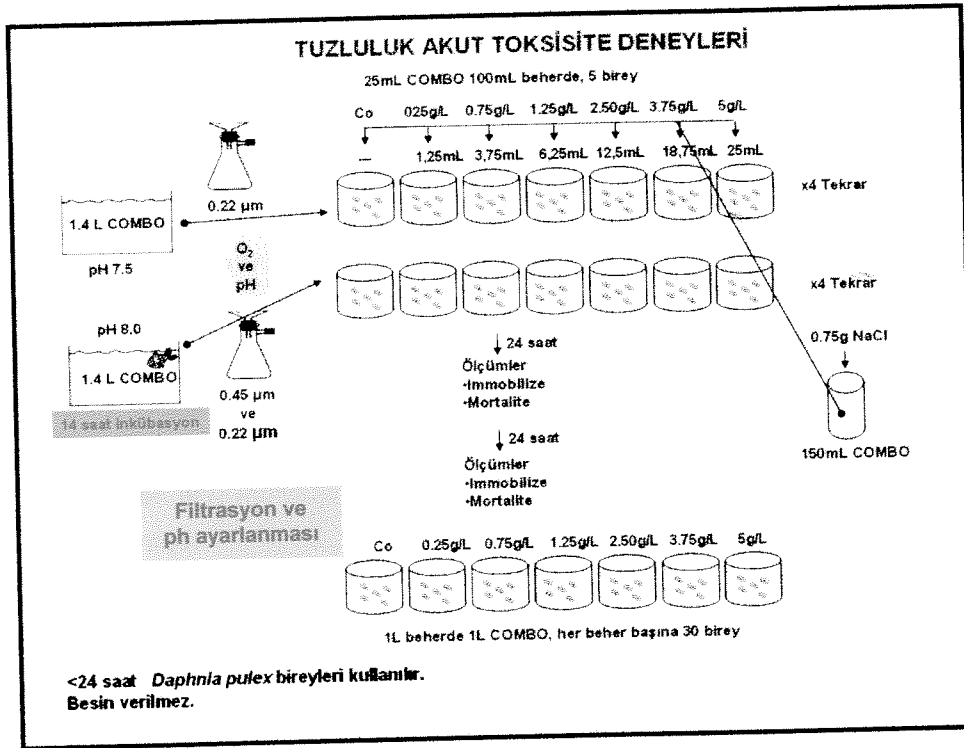 TUZLULUK AKUT TOKSİSİTE DENEYLERİ
25mL COMBO 100mL beherde, 5 birey
Co 025g/L 0.75g/L 1.25g/L 2.50g/L 3.75g/L 5g/L
— 1,25mL 3,75mL 6,25mL 12,5mL 18,75mL 25mL
x4 Tekrar
0.22 µm
1.4 L COMBO
pH 7.5
O2
ve
pH
x4 Tekrar
pH 8.0
1.4 L COMBO
14 saat inkübasyon
0.45 µm
ve
0.22 µm
24 saat
Ölçümler
•Immobilize
•Mortalite
0.75g NaCl
150mL COMBO
24 saat
Ölçümler
•Immobilize
•Mortalite
Filtrasyon ve
ph ayarlanması
Co 0.25g/L 0.75g/L 1.25g/L 2.50g/L 3.75g/L 5g/L
1L beherde 1L COMBO, her beher başına 30 birey
<24 saat Daphnia pulex bireyleri kullanılır.
Besin verilmez.